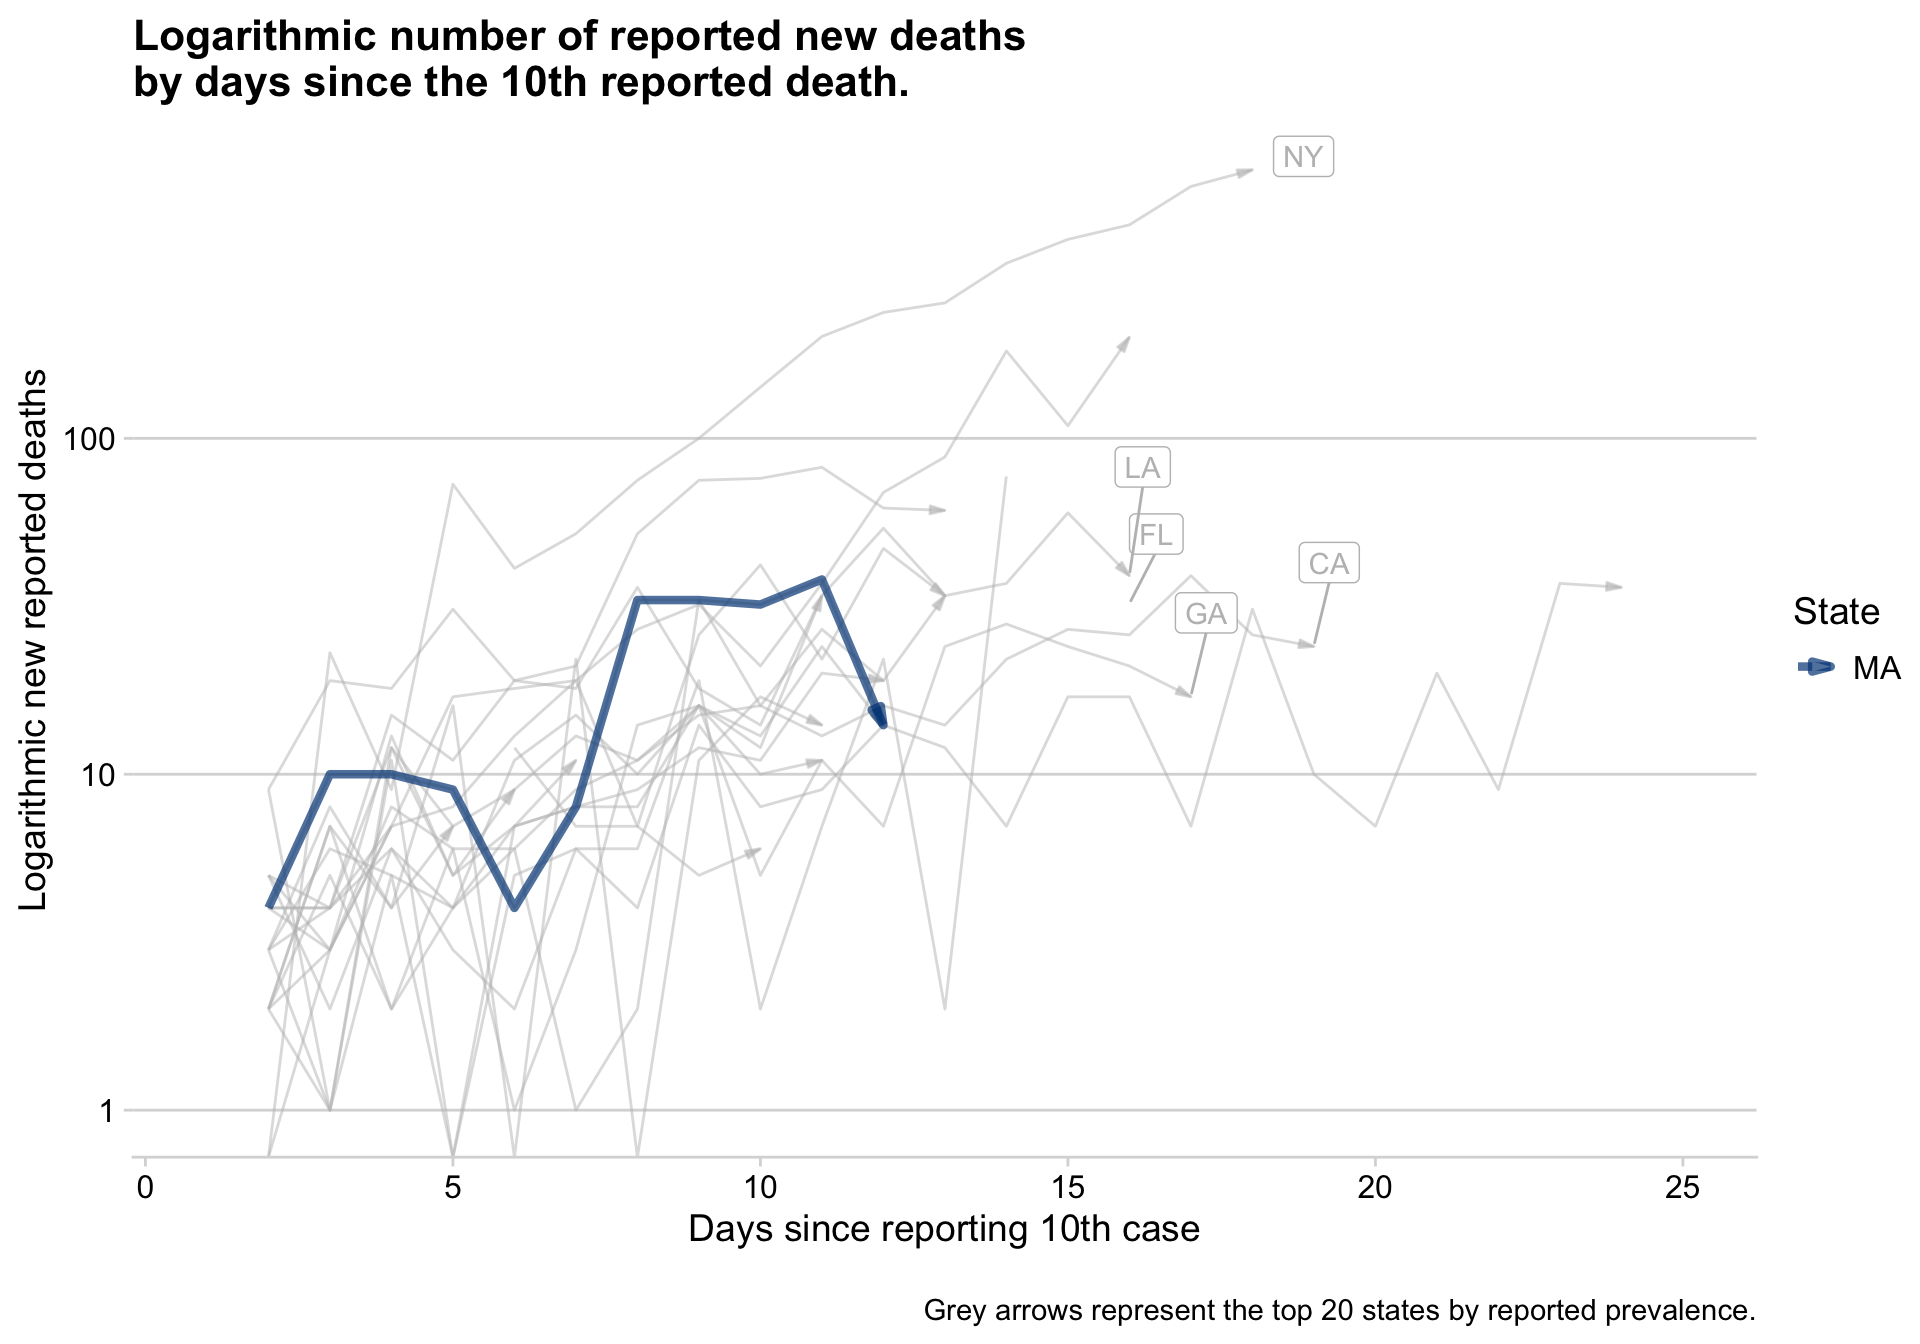 Logarithmic number of reported new deaths
by days since the 10th reported death.
NY
LA
FL
CA
GA
Logarithmic new reported deaths
100
10
1
State
MA
0 5 10 15 20 25
Days since reporting 10th case
Grey arrows represent the top 20 states by reported prevalence.